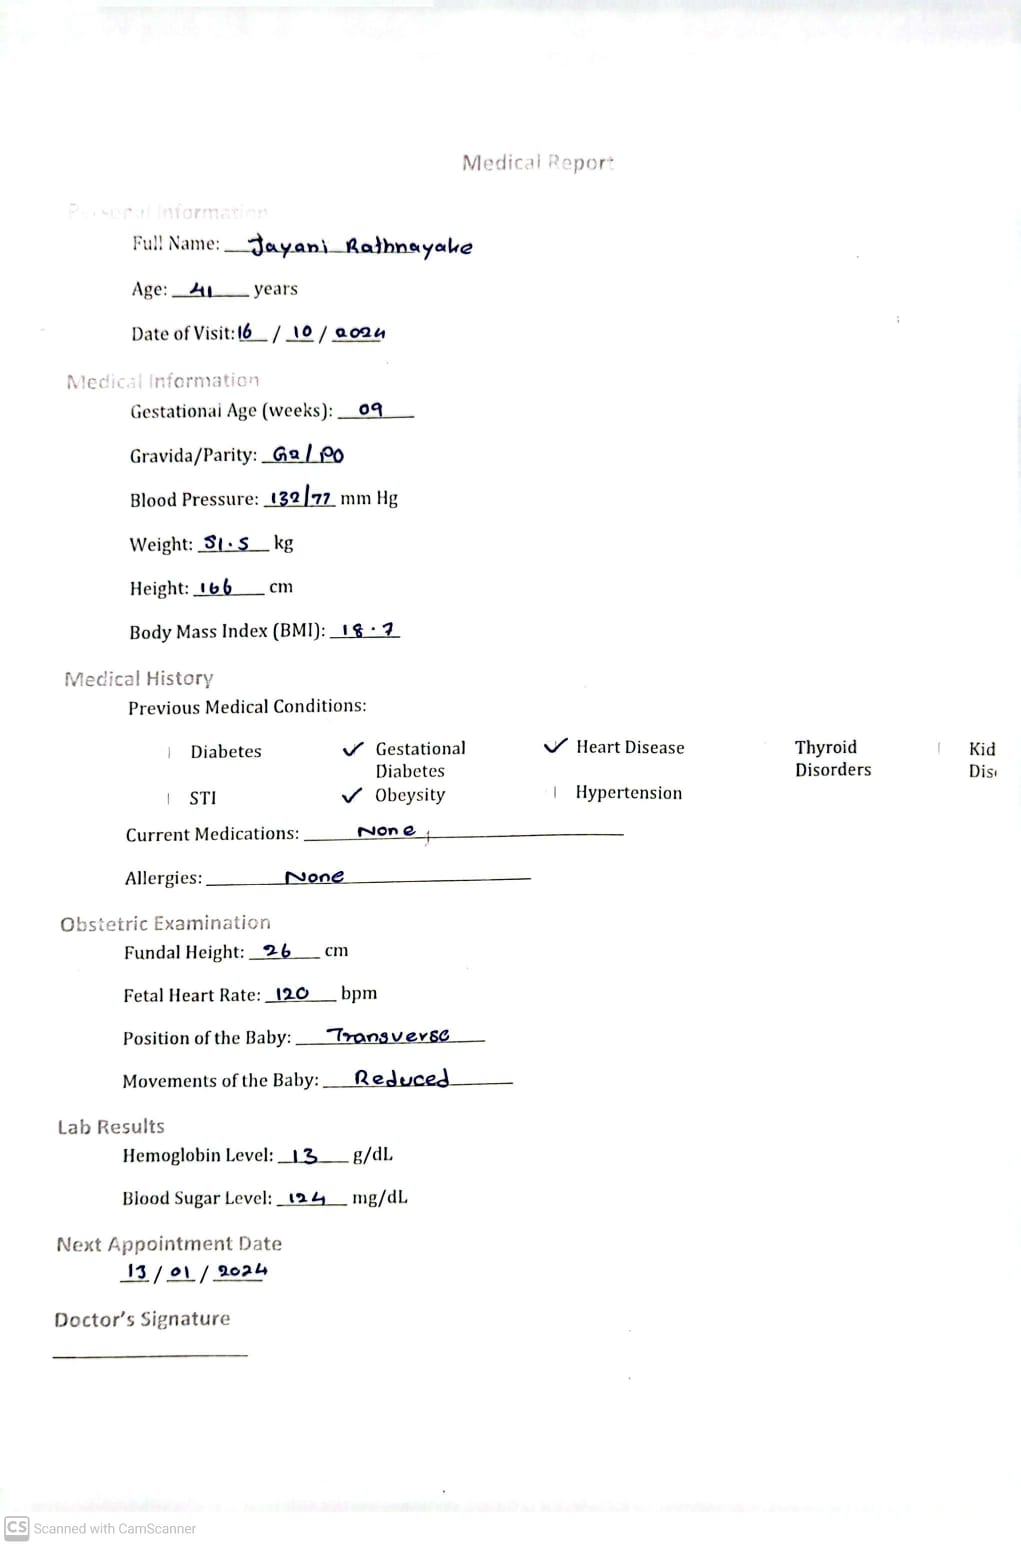 Medical Report
Personal Information
Full Name: Jayani Rathnayake
Age: 41 years
Date of Visit: 16 / 10 / 2024
Medical Information
Gestational Age (weeks): 09
Gravida/Parity: G2/P0
Blood Pressure: 132/77 mm Hg
Weight: 51.5 kg
Height: 166 cm
Body Mass Index (BMI): 18.7
Medical History
Previous Medical Conditions:
Diabetes ✓ Gestational Diabetes ✓ Heart Disease Thyroid Disorders Kid Dis
STI ✓ Obeysity Hypertension
Current Medications: None
Allergies: None
Obstetric Examination
Fundal Height: 26 cm
Fetal Heart Rate: 120 bpm
Position of the Baby: Transverse
Movements of the Baby: Reduced
Lab Results
Hemoglobin Level: 13 g/dL
Blood Sugar Level: 124 mg/dL
Next Appointment Date
13 / 01 / 2024
Doctor's Signature
CS Scanned with CamScanner